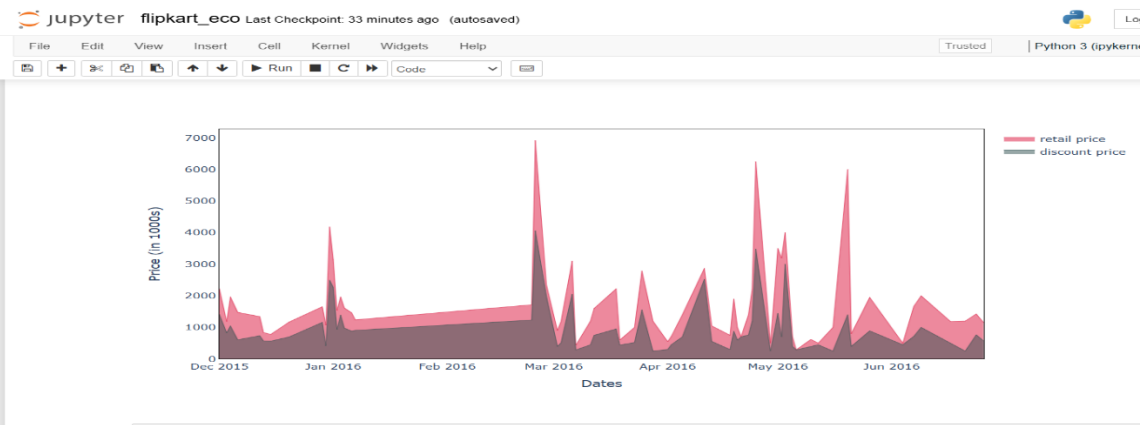 jupyter flipkart_eco Last Checkpoint: 33 minutes ago (autosaved)
File Edit View Insert Cell Kernel Widgets Help Trusted Python 3 (ipykerne
Run Code
retail price
discount price
7000
6000
5000
4000
3000
2000
1000
0
Price (in 1000s)
Dec 2015 Jan 2016 Feb 2016 Mar 2016 Apr 2016 May 2016 Jun 2016
Dates